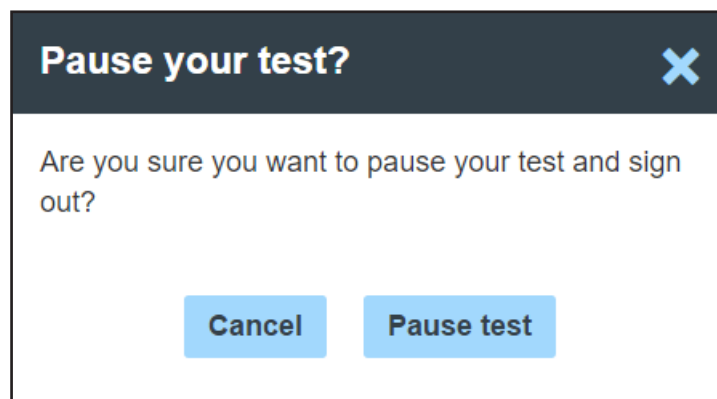 Pause your test?
Are you sure you want to pause your test and sign
out?
Cancel
Pause test